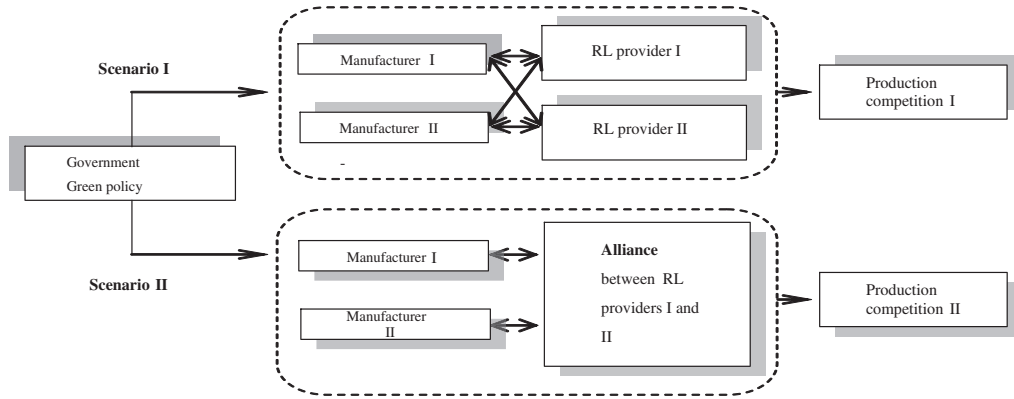 Scenario I
Manufacturer I
RL provider I
Manufacturer II
RL provider II
-
Production
competition I
Government
Green policy
Scenario II
Manufacturer I
Manufacturer
II
Alliance
between RL
providers I and
II
Production
competition II